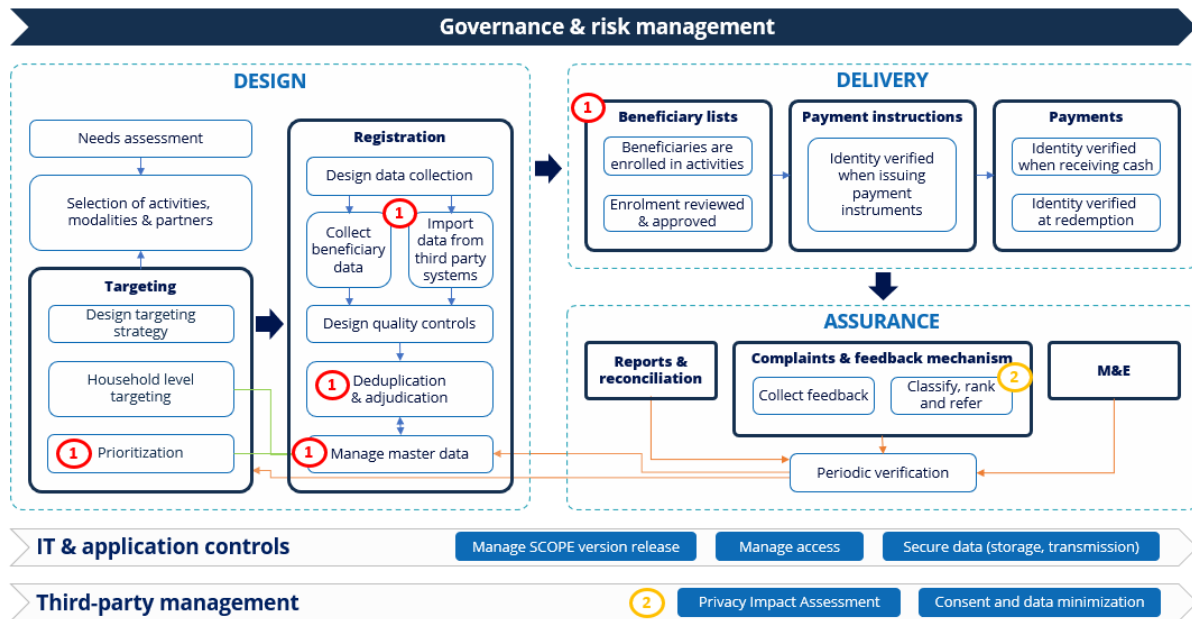 Governance & risk management
DESIGN
Needs assessment
Selection of activities,
modalities & partners
Targeting
Design targeting
strategy
Household level
targeting
1
Prioritization
Registration
Design data collection
1
Collect
beneficiary
data
Import
data from
third party
systems
Design quality controls
1
Deduplication
& adjudication
1
Manage master data
DELIVERY
1
Beneficiary lists
Beneficiaries are
enrolled in activities
Enrolment reviewed
& approved
Payment instructions
Identity verified
when issuing
payment
instruments
Payments
Identity verified
when receiving cash
Identity verified
at redemption
ASSURANCE
Reports &
reconciliation
Complaints & feedback mechanism
Collect feedback
2
Classify, rank
and refer
M&E
Periodic verification
IT & application controls
Manage SCOPE version release
Manage access
Secure data (storage, transmission)
Third-party management
2
Privacy Impact Assessment
Consent and data minimization